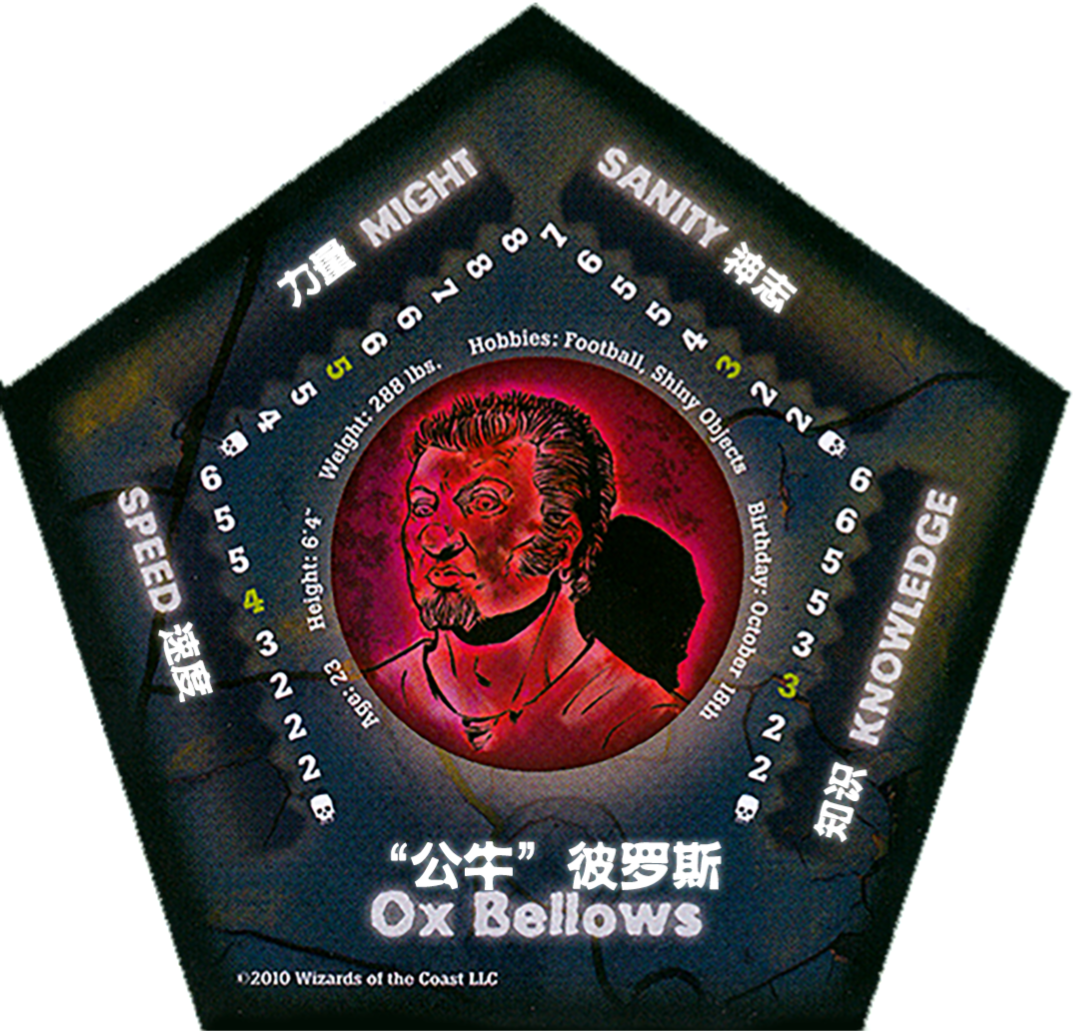 力量 MIGHT
4 5 5 6 6 7 8 8
SANITY 神志
7 6 5 5 4 3 2 2
SPEED 速度
6 5 5 4 3 2 2 2
知识 KNOWLEDGE
6 6 5 5 3 3 2 2
Age: 23
Height: 6'4"
Weight: 288 lbs.
Hobbies: Football, Shiny Objects
Birthday: October 18th
“公牛” 彼罗斯
Ox Bellows
©2010 Wizards of the Coast LLC